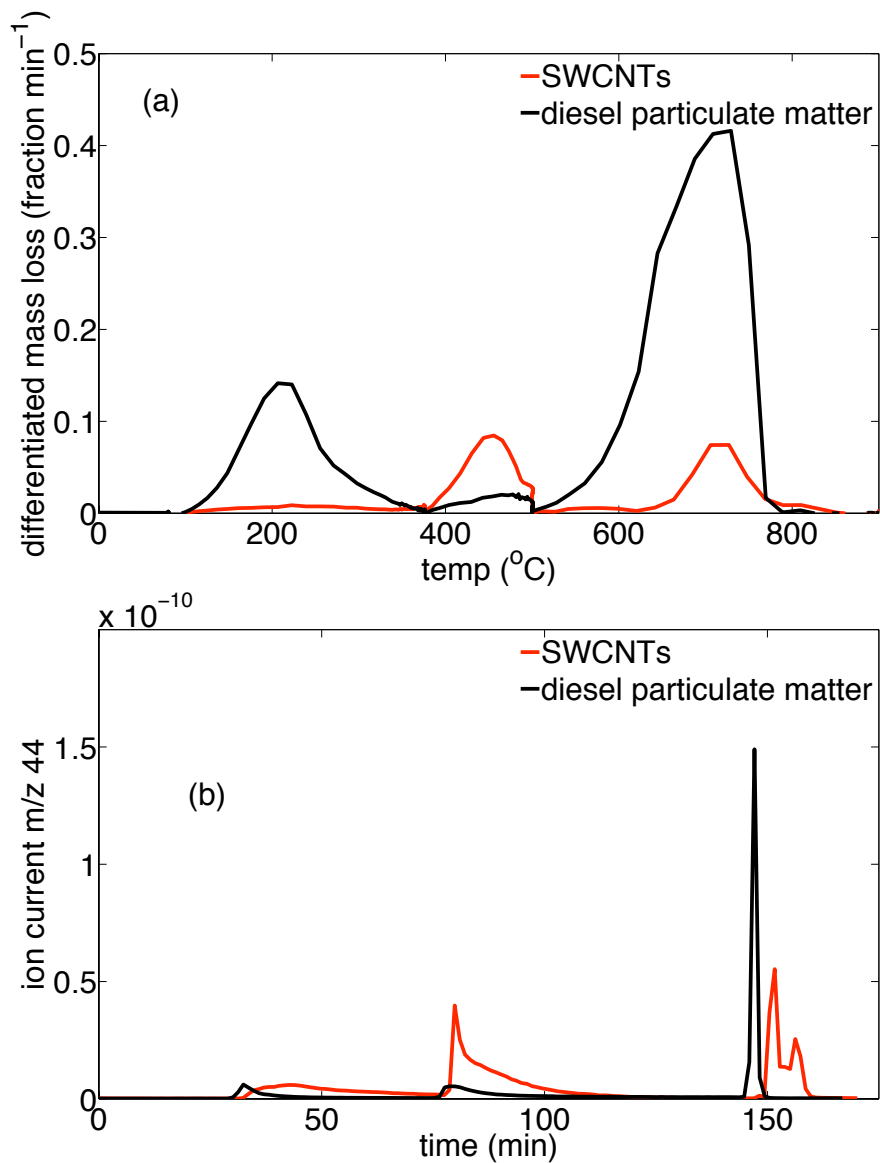 differentiated mass loss (fraction min⁻¹)
0.5
0.4
0.3
0.2
0.1
0
(a)
SWCNTs
diesel particulate matter
0 200 400 600 800
temp (°C)
x 10⁻¹⁰
ion current m/z 44
1.5
1
0.5
0
(b)
SWCNTs
diesel particulate matter
0 50 100 150
time (min)